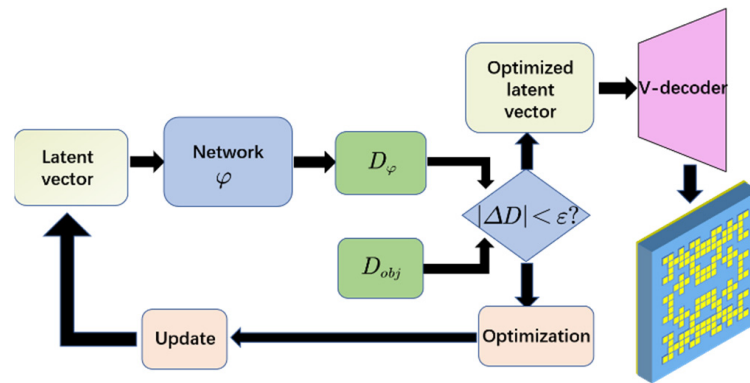 Latent
vector
Network
φ
D_φ
D_obj
|ΔD| < ε?
Optimized
latent
vector
V-decoder
Optimization
Update